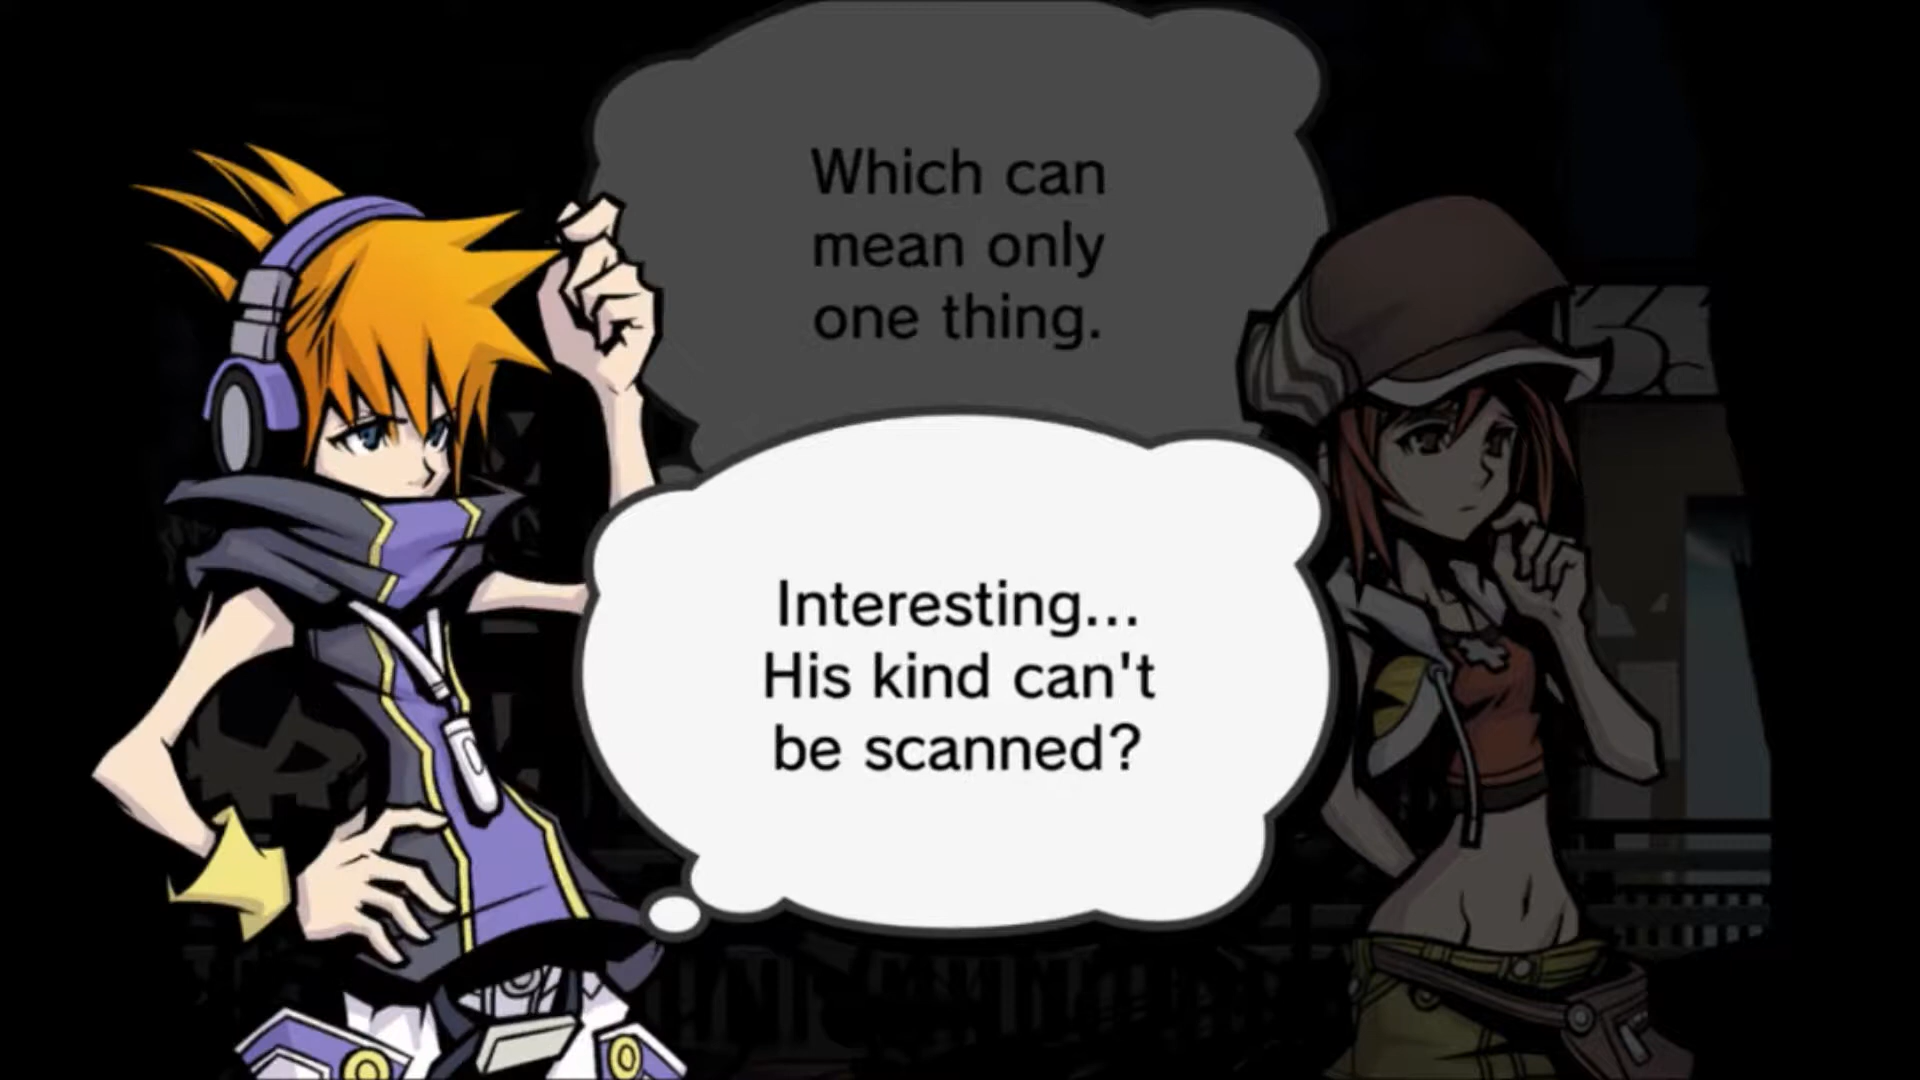 Which can
mean only
one thing.
Interesting...
His kind can't
be scanned?